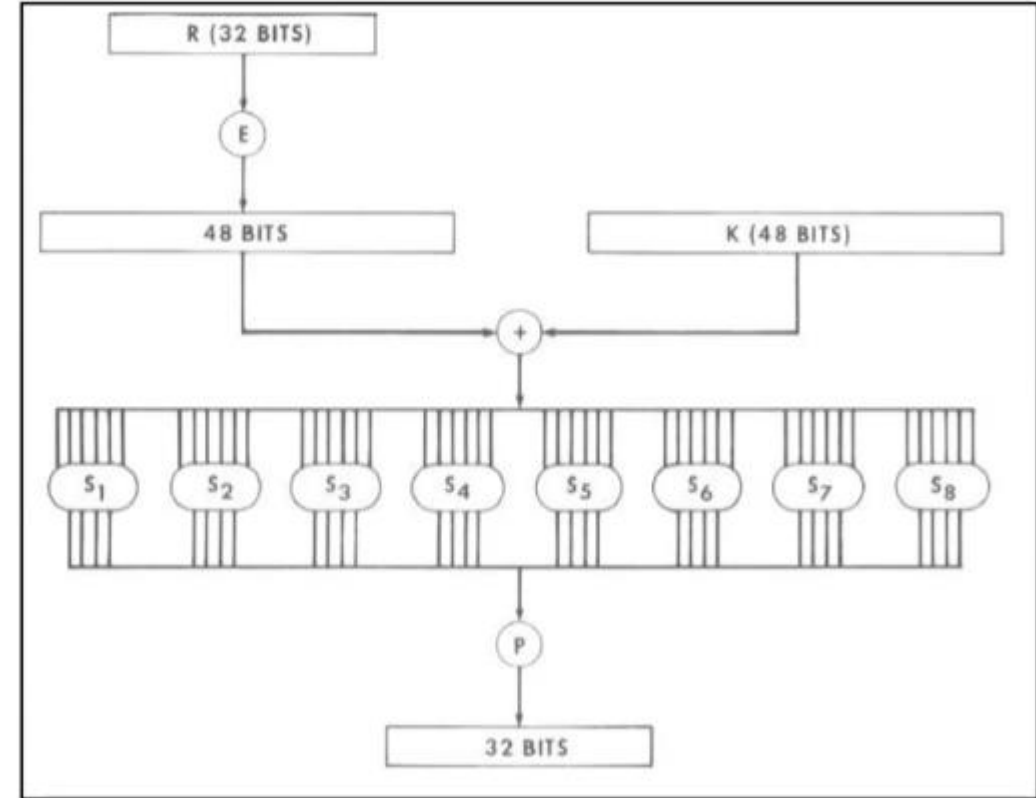 R (32 BITS)
E
48 BITS
K (48 BITS)
+
S1 S2 S3 S4 S5 S6 S7 S8
P
32 BITS